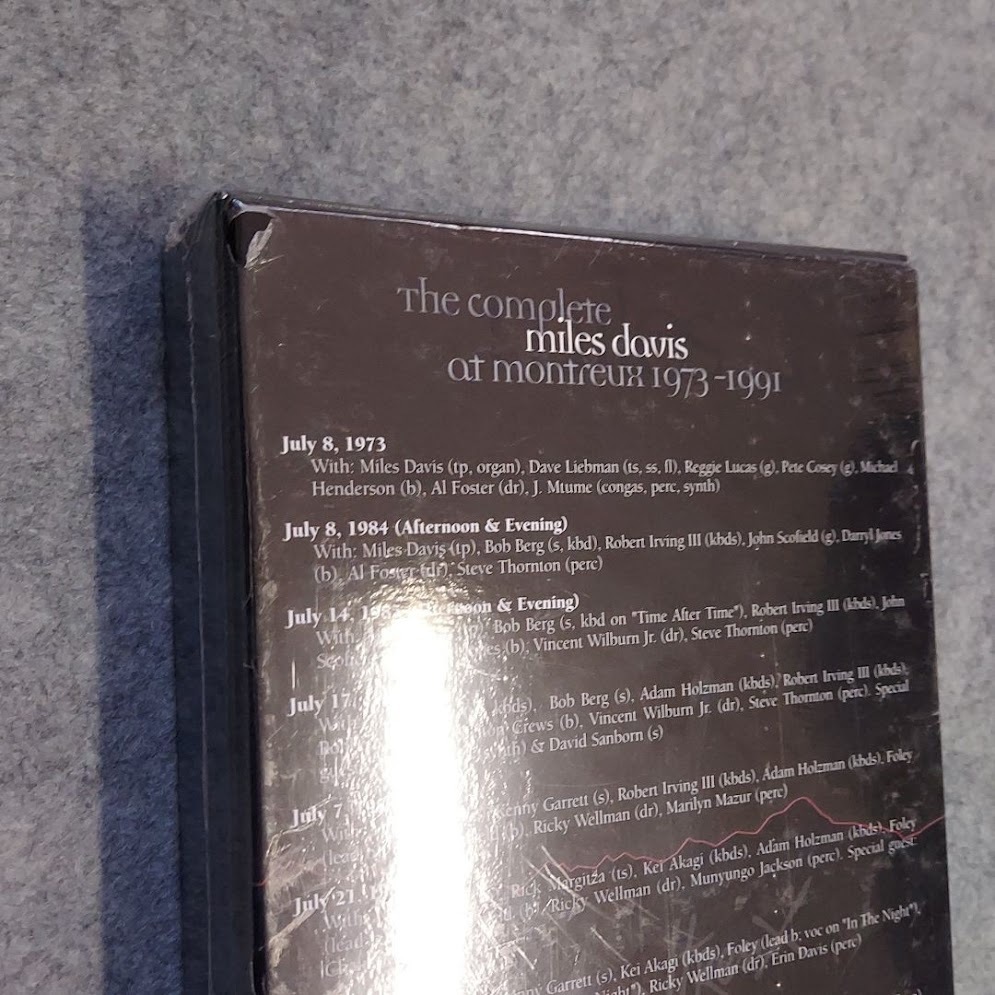 The complete
miles davis
at montreux 1973-1991
July 8, 1973
With: Miles Davis (tp, organ), Dave Liebman (ts, ss, fl), Reggie Lucas (g), Pete Cosey (g), Michael
Henderson (b), Al Foster (dr), J. Mtume (congas, perc, synth)
July 8, 1984 (Afternoon & Evening)
With: Miles Davis (tp), Bob Berg (s, kbd), Robert Irving III (kbds), John Scofield (g), Darryl Jones
(b), Al Foster (dr), Steve Thornton (perc)
July 14, & Evening)
With: Bob Berg (s, kbd on "Time After Time"), Robert Irving III (kbds), John
(b), Vincent Wilburn Jr. (dr), Steve Thornton (perc)
July 17
Bob Berg (s), Adam Holzman (kbds), Robert Irving III (kbds),
Crews (b), Vincent Wilburn Jr. (dr), Steve Thornton (perc). Special
& David Sanborn (s)
July 7,
Garrett (s), Robert Irving III (kbds), Adam Holzman (kbds), Foley
Ricky Wellman (dr), Marilyn Mazur (perc)
July 21
Rick Margitza (ts), Kei Akagi (kbds), Adam Holzman (kbds), Foley
(lead Ricky Wellman (dr), Munyungo Jackson (perc). Special guest:
Garrett (s), Kei Akagi (kbds), Foley (lead b; voc on "In The Night"),
Night"), Ricky Wellman (dr), Erin Davis (perc)